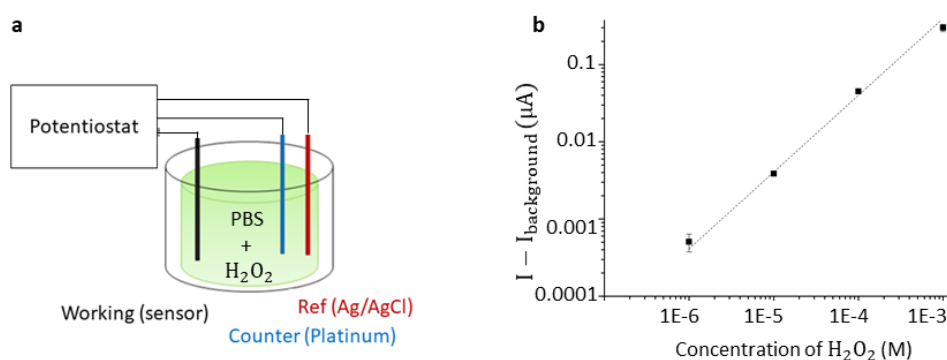 a
Potentiostat
PBS
+
H₂O₂
Working (sensor)
Ref (Ag/AgCl)
Counter (Platinum)
b
I − I_background (μA)
0.1
0.01
0.001
0.0001
1E-6
1E-5
1E-4
1E-3
Concentration of H₂O₂ (M)